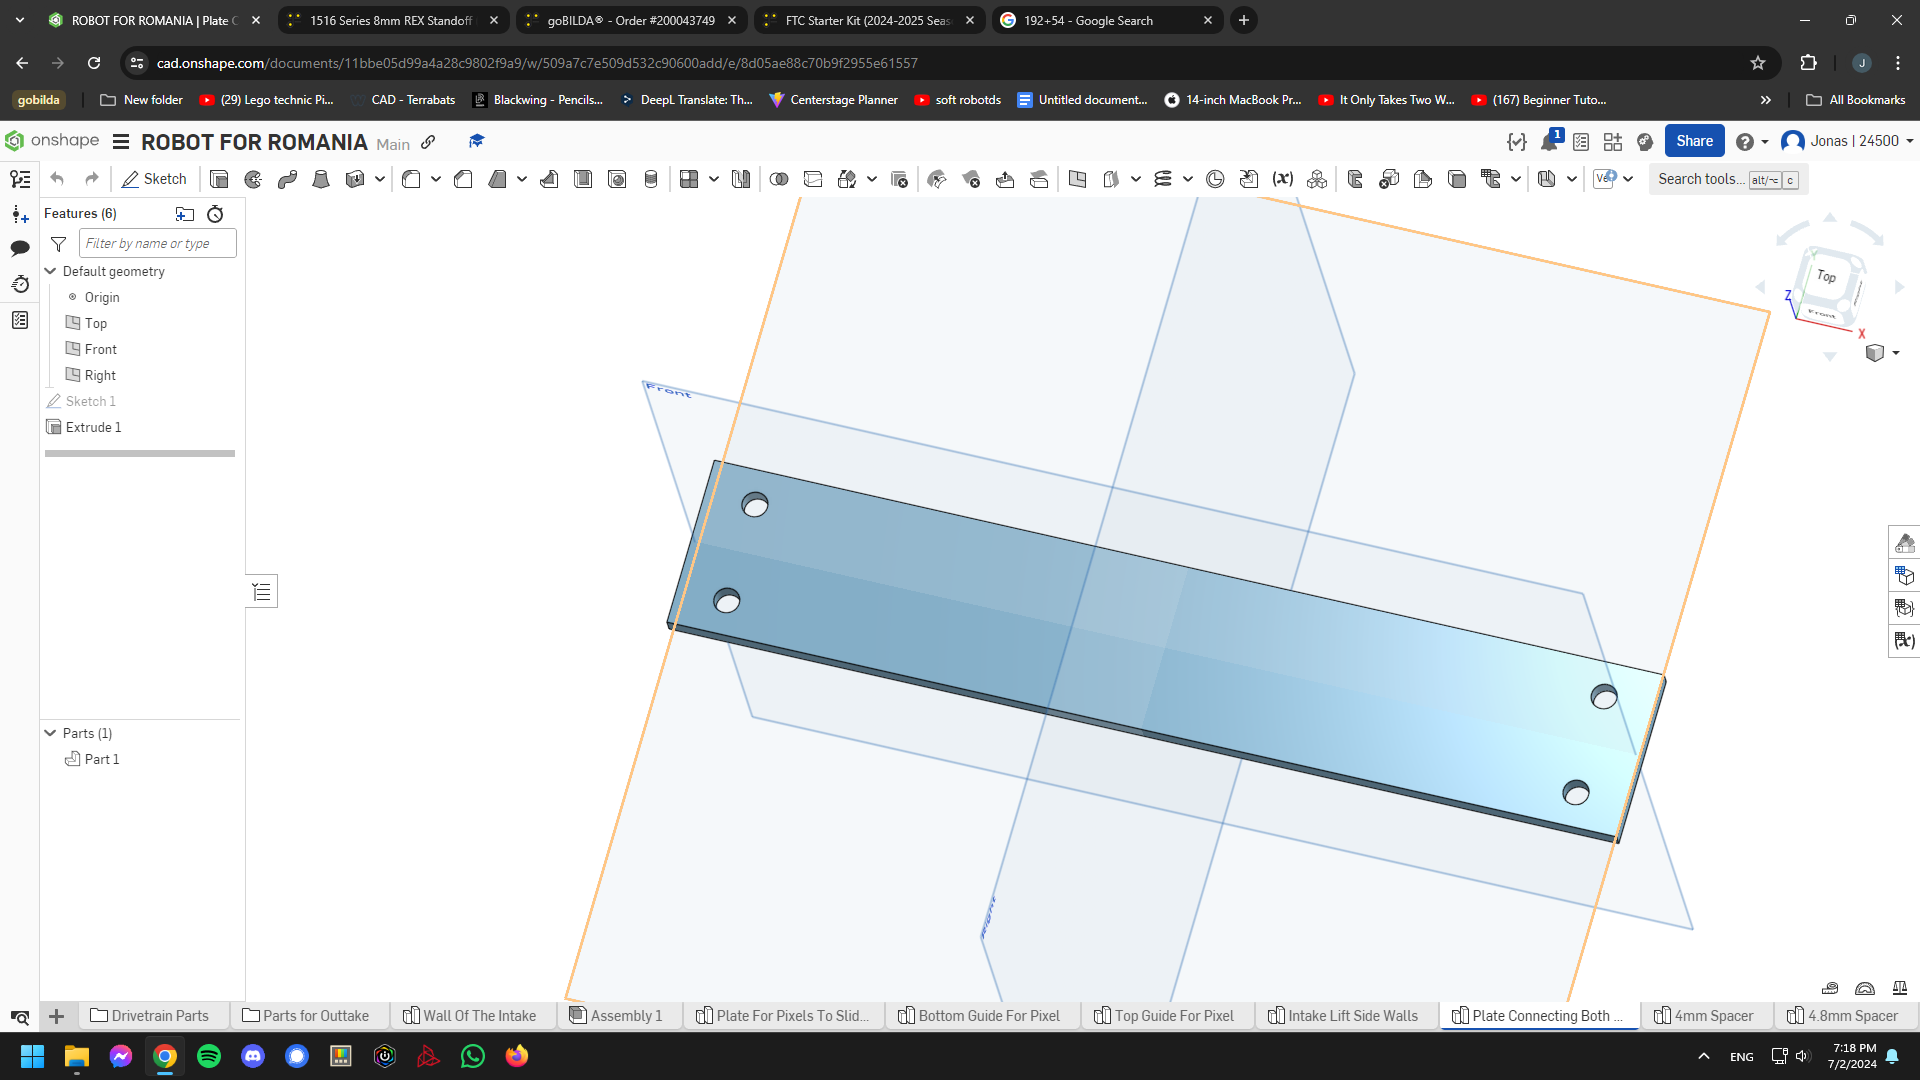 ROBOT FOR ROMANIA | Plate C
1516 Series 8mm REX Standoff
goBILDA® - Order #200043749
FTC Starter Kit (2024-2025 Seas
192+54 - Google Search
cad.onshape.com/documents/11bbe05d99a4a28c9802f9a9/w/509a7c7e509d532c90600add/e/8d05ae88c70b9f2955e61557
J
gobilda
New folder
(29) Lego technic Pi...
CAD - Terrabats
Blackwing - Pencils...
DeepL Translate: Th...
Centerstage Planner
soft robotds
Untitled document...
14-inch MacBook Pr...
It Only Takes Two W...
(167) Beginner Tuto...
All Bookmarks
onshape
ROBOT FOR ROMANIA Main
1
Share
Jonas | 24500
Sketch
Search tools... alt/⌥ c
Features (6)
Filter by name or type
Default geometry
Origin
Top
Front
Right
Sketch 1
Extrude 1
Parts (1)
Part 1
Front
Right
Top
Front
Z
X
Y
Drivetrain Parts
Parts for Outtake
Wall Of The Intake
Assembly 1
Plate For Pixels To Slid...
Bottom Guide For Pixel
Top Guide For Pixel
Intake Lift Side Walls
Plate Connecting Both ...
4mm Spacer
4.8mm Spacer
ENG
7:18 PM
7/2/2024